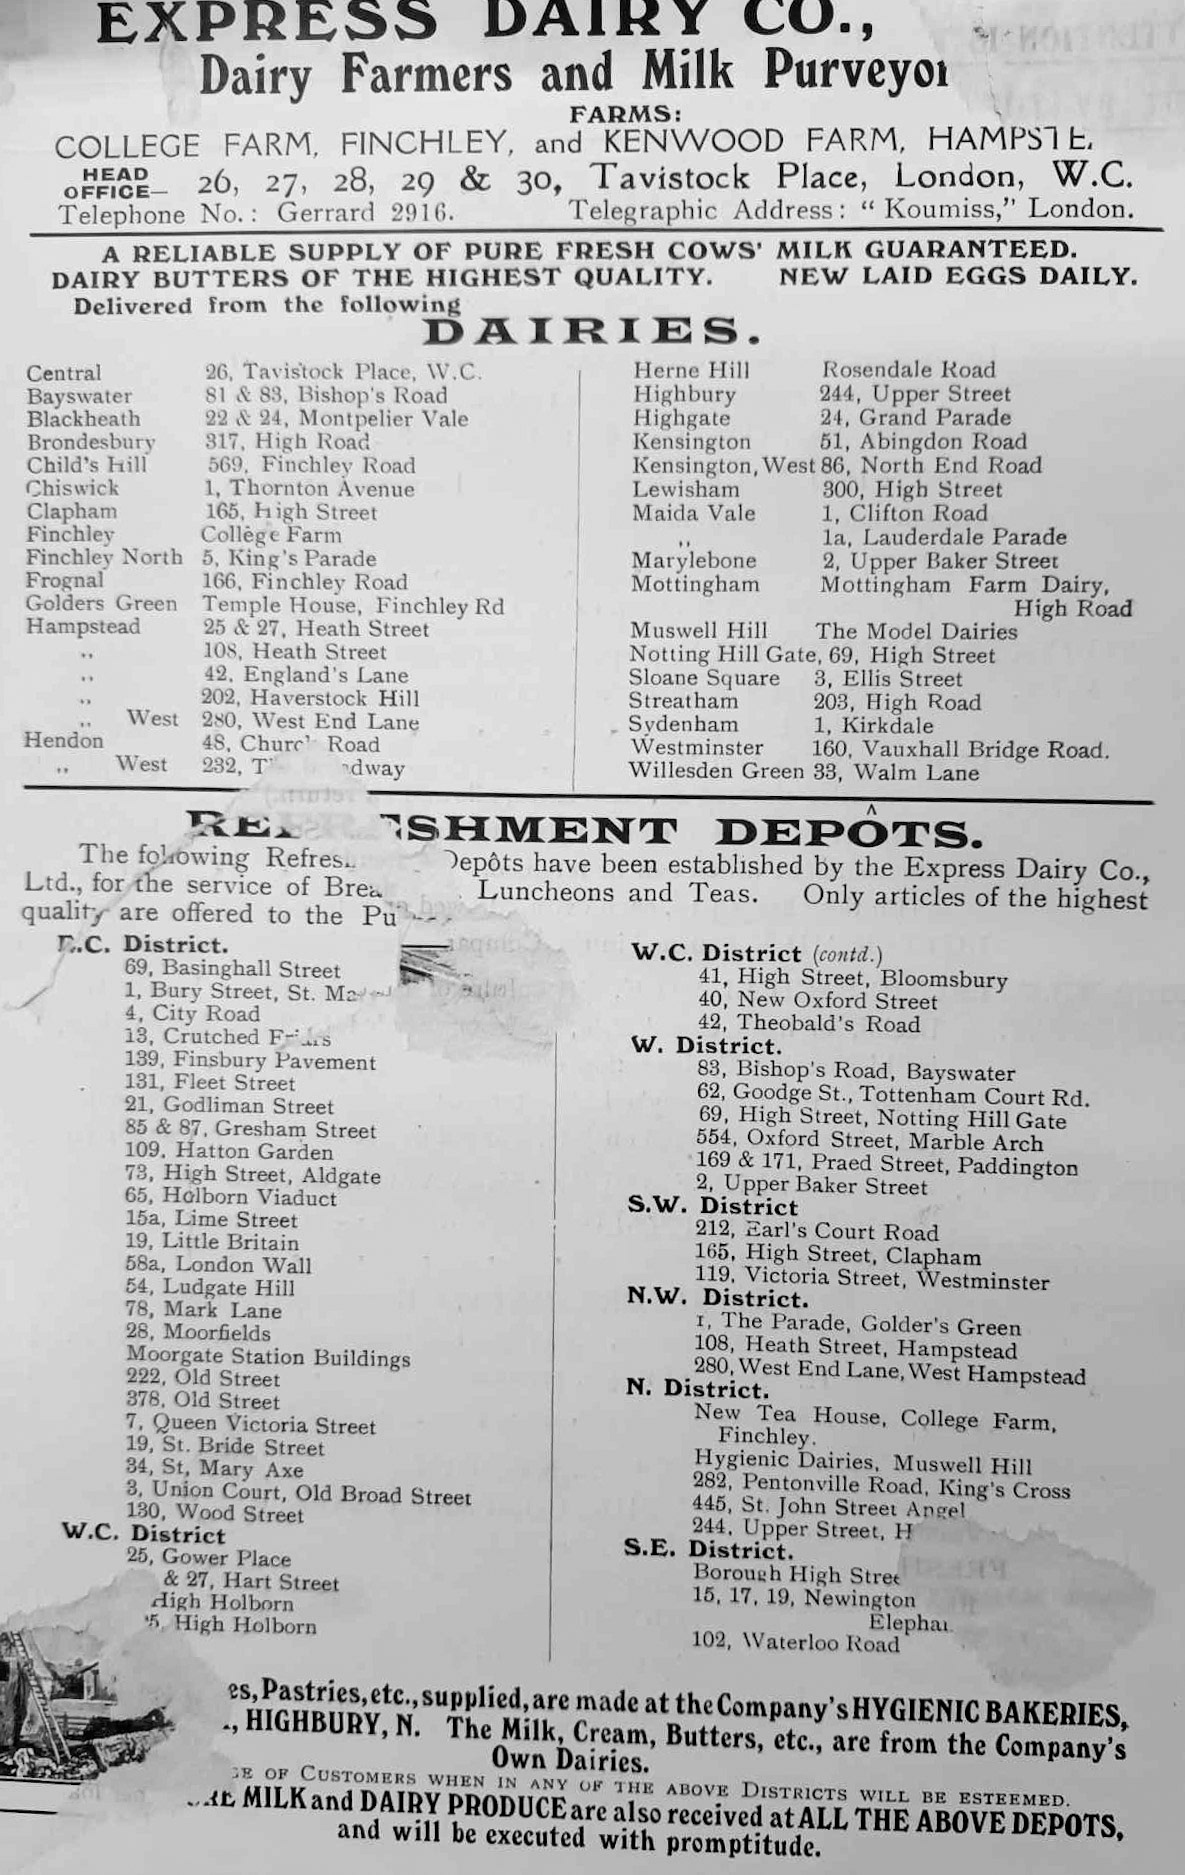 EXPRESS DAIRY CO.,
Dairy Farmers and Milk Purveyor
FARMS:
COLLEGE FARM, FINCHLEY, and KENWOOD FARM, HAMPSTE
HEAD OFFICE— 26, 27, 28, 29 & 30, Tavistock Place, London, W.C.
Telephone No.: Gerrard 2916. Telegraphic Address: “Koumiss,” London.
A RELIABLE SUPPLY OF PURE FRESH COWS' MILK GUARANTEED.
DAIRY BUTTERS OF THE HIGHEST QUALITY. NEW LAID EGGS DAILY.
Delivered from the following
DAIRIES.
Central 26, Tavistock Place, W.C.
Bayswater 81 & 83, Bishop's Road
Blackheath 22 & 24, Montpelier Vale
Brondesbury 317, High Road
Child's Hill 569, Finchley Road
Chiswick 1, Thornton Avenue
Clapham 165, High Street
Finchley College Farm
Finchley North 5, King's Parade
Frognal 166, Finchley Road
Golders Green Temple House, Finchley Rd
Hampstead 25 & 27, Heath Street
,, 108, Heath Street
,, 42, England's Lane
,, 202, Haverstock Hill
,, West 280, West End Lane
Hendon 48, Church Road
,, West 232, T dway
Herne Hill Rosendale Road
Highbury 244, Upper Street
Highgate 24, Grand Parade
Kensington 51, Abingdon Road
Kensington, West 86, North End Road
Lewisham 300, High Street
Maida Vale 1, Clifton Road
,, 1a, Lauderdale Parade
Marylebone 2, Upper Baker Street
Mottingham Mottingham Farm Dairy,
High Road
Muswell Hill The Model Dairies
Notting Hill Gate, 69, High Street
Sloane Square 3, Ellis Street
Streatham 203, High Road
Sydenham 1, Kirkdale
Westminster 160, Vauxhall Bridge Road.
Willesden Green 33, Walm Lane
REFRESHMENT DEPÔTS.
The following Refres Depôts have been established by the Express Dairy Co.,
Ltd., for the service of Brea Luncheons and Teas. Only articles of the highest
quality are offered to the Pu
E.C. District.
69, Basinghall Street
1, Bury Street, St. Ma
4, City Road
13, Crutched Friars
139, Finsbury Pavement
131, Fleet Street
21, Godliman Street
85 & 87, Gresham Street
109, Hatton Garden
73, High Street, Aldgate
65, Holborn Viaduct
15a, Lime Street
19, Little Britain
58a, London Wall
54, Ludgate Hill
78, Mark Lane
28, Moorfields
Moorgate Station Buildings
222, Old Street
378, Old Street
7, Queen Victoria Street
19, St. Bride Street
34, St, Mary Axe
3, Union Court, Old Broad Street
130, Wood Street
W.C. District
25, Gower Place
& 27, Hart Street
High Holborn
5, High Holborn
W.C. District (contd.)
41, High Street, Bloomsbury
40, New Oxford Street
42, Theobald's Road
W. District.
83, Bishop's Road, Bayswater
62, Goodge St., Tottenham Court Rd.
69, High Street, Notting Hill Gate
554, Oxford Street, Marble Arch
169 & 171, Praed Street, Paddington
2, Upper Baker Street
S.W. District
212, Earl's Court Road
165, High Street, Clapham
119, Victoria Street, Westminster
N.W. District.
1, The Parade, Golder's Green
108, Heath Street, Hampstead
280, West End Lane, West Hampstead
N. District.
New Tea House, College Farm,
Finchley.
Hygienic Dairies, Muswell Hill
282, Pentonville Road, King's Cross
445, St. John Street Angel
244, Upper Street, H
S.E. District.
Borough High Stree
15, 17, 19, Newington
Elephan
102, Waterloo Road
es, Pastries, etc., supplied, are made at the Company's HYGIENIC BAKERIES,
., HIGHBURY, N. The Milk, Cream, Butters, etc., are from the Company's
Own Dairies.
GE OF CUSTOMERS WHEN IN ANY OF THE ABOVE DISTRICTS WILL BE ESTEEMED.
MILK and DAIRY PRODUCE are also received at ALL THE ABOVE DEPOTS,
and will be executed with promptitude.